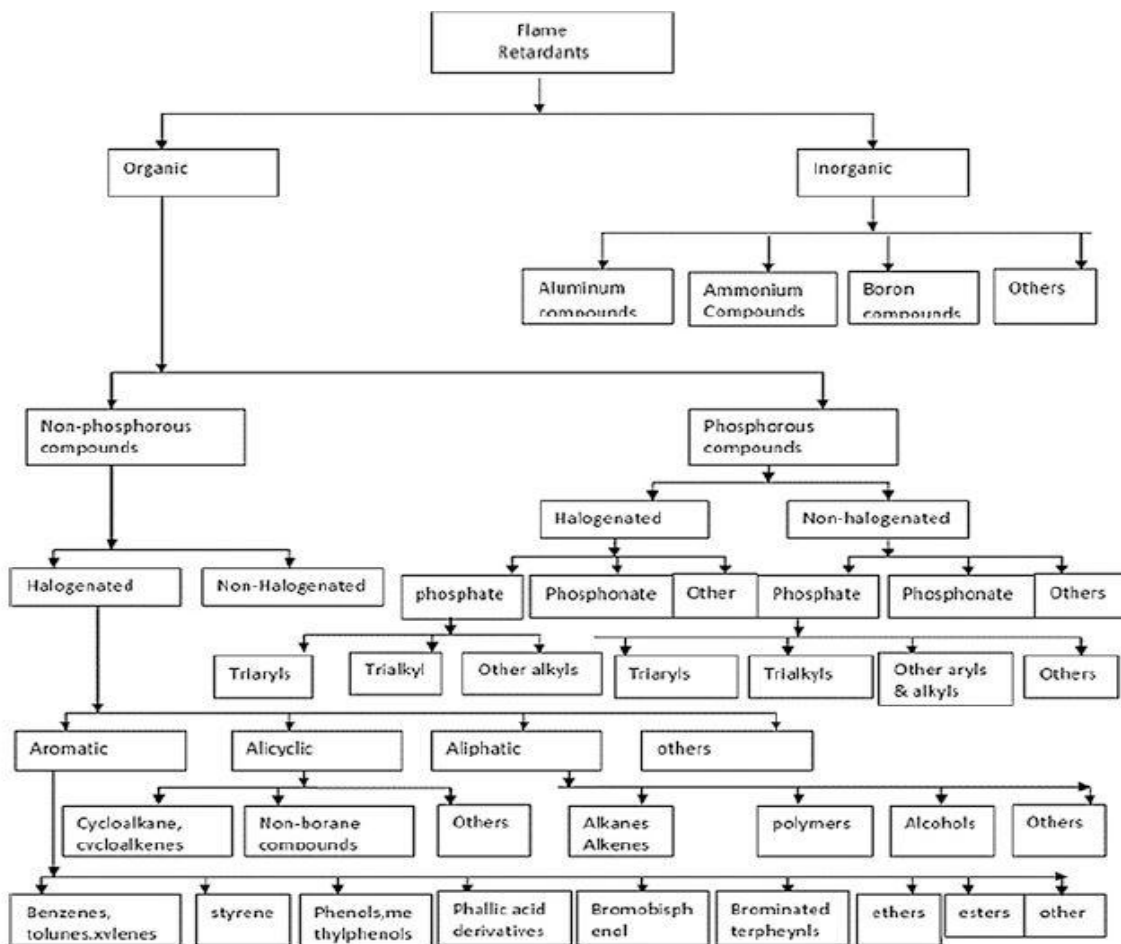 Flame
Retardants
Organic
Inorganic
Aluminum
compounds
Ammonium
Compounds
Boron
compounds
Others
Non-phosphorous
compounds
Phosphorous
compounds
Halogenated
Non-halogenated
Halogenated
Non-Halogenated
phosphate
Phosphonate
Other
Phosphate
Phosphonate
Others
Triaryls
Trialkyl
Other alkyls
Triaryls
Trialkyls
Other aryls
& alkyls
Others
Aromatic
Alicyclic
Aliphatic
others
Cycloalkane,
cycloalkenes
Non-borane
compounds
Others
Alkanes
Alkenes
polymers
Alcohols
Others
Benzenes,
tolunes.xylenes
styrene
Phenols,me
thylphenols
Phallic acid
derivatives
Bromobisph
enol
Brominated
terpheynls
ethers
esters
other